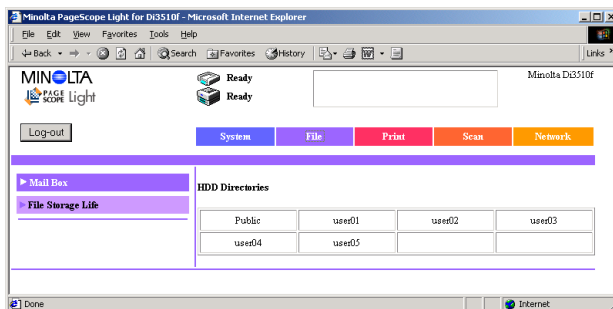 Minolta PageScope Light for Di3510f - Microsoft Internet Explorer
File Edit View Favorites Tools Help
Back Search Favorites History Links »
MINOLTA Ready Minolta Di3510f
PAGE SCOPE Light Ready
Log-out System File Print Scan Network
Mail Box
File Storage Life
HDD Directories
Public user01 user02 user03
user04 user05
Done Internet